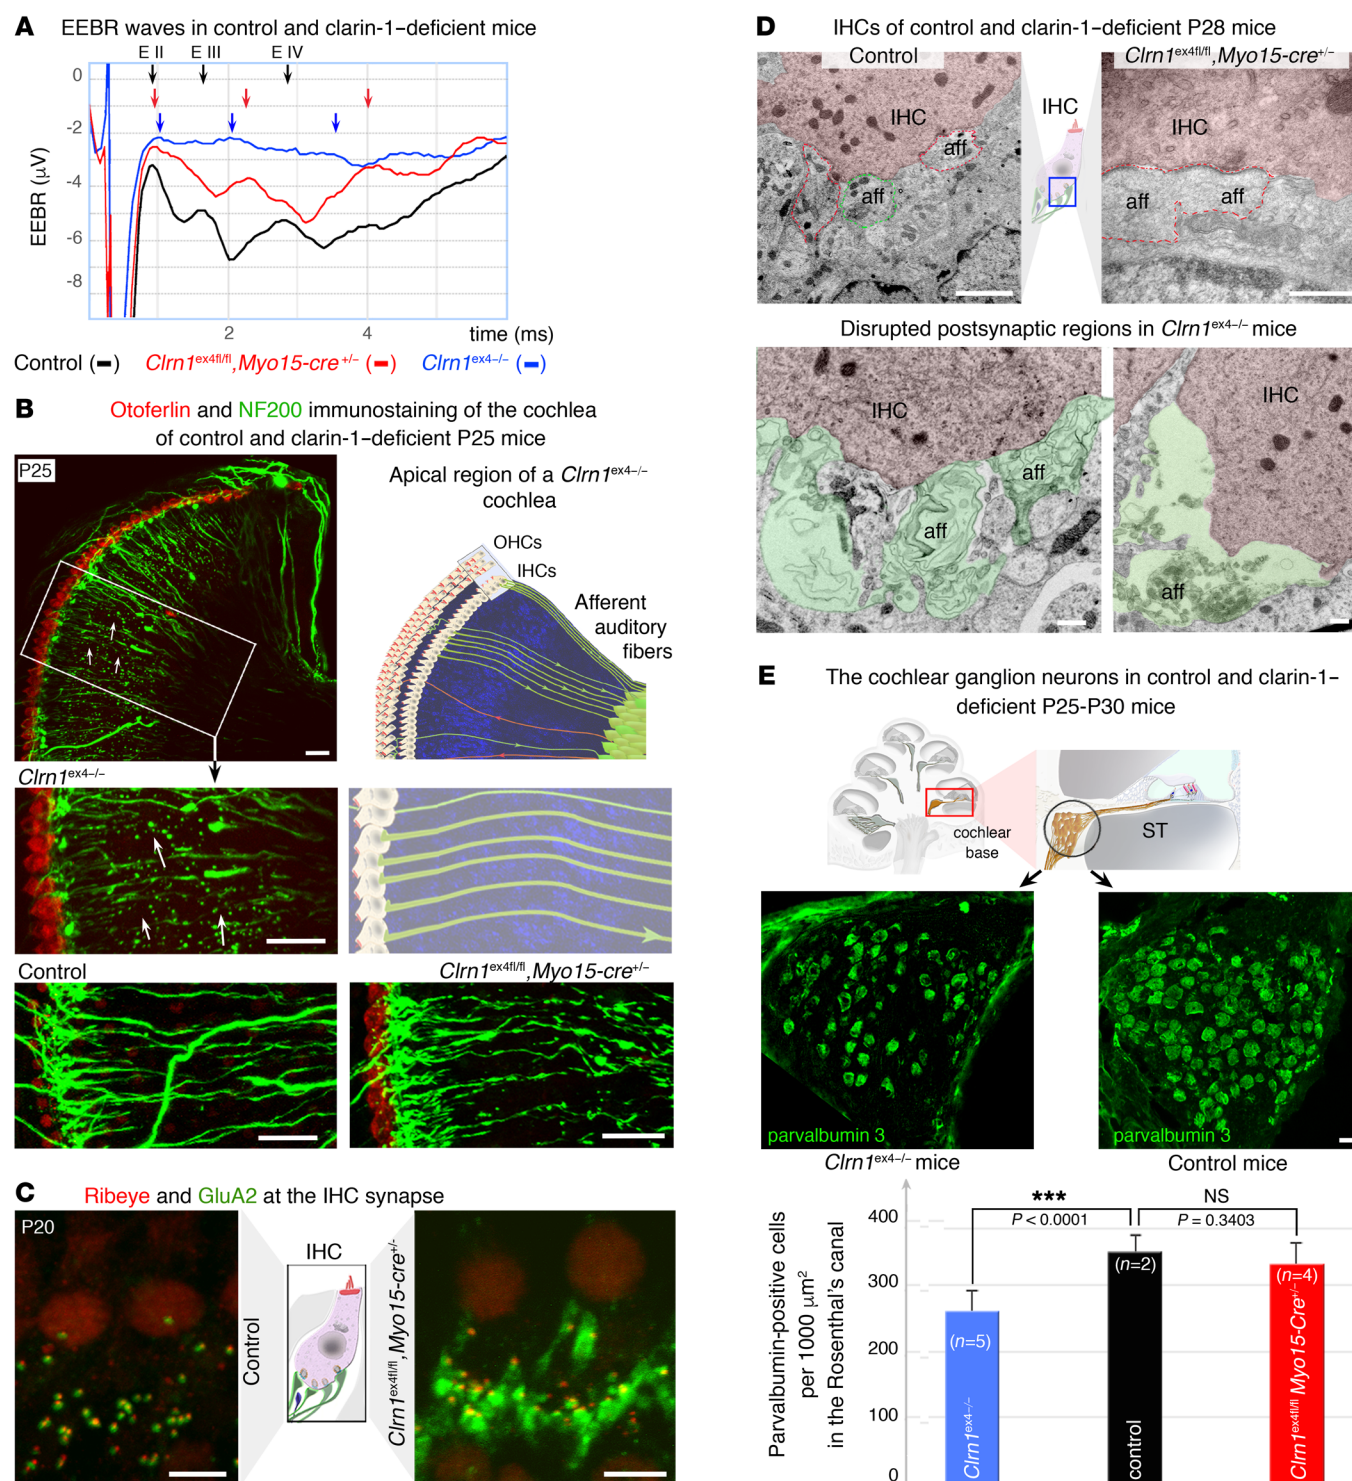 A EEBR waves in control and clarin-1–deficient mice
E II E III E IV
0
-2
-4
-6
-8
EEBR (μV)
2 4 time (ms)
Control (–) Clrn1ex4fl/fl,Myo15-cre+/– (–) Clrn1ex4–/– (–)
B Otoferlin and NF200 immunostaining of the cochlea
of control and clarin-1–deficient P25 mice
P25
Apical region of a Clrn1ex4–/–
cochlea
OHCs
IHCs
Afferent
auditory
fibers
Clrn1ex4–/–
Control Clrn1ex4fl/fl,Myo15-cre+/–
C Ribeye and GluA2 at the IHC synapse
P20
Control
IHC
Clrn1ex4fl/fl,Myo15-cre+/–
D IHCs of control and clarin-1–deficient P28 mice
Control Clrn1ex4fl/fl,Myo15-cre+/–
IHC
aff
aff
IHC
IHC
aff aff
Disrupted postsynaptic regions in Clrn1ex4–/– mice
IHC
aff
aff
IHC
aff
E The cochlear ganglion neurons in control and clarin-1–
deficient P25-P30 mice
cochlear
base
ST
parvalbumin 3
parvalbumin 3
Clrn1ex4–/– mice Control mice
Parvalbumin-positive cells
per 1000 μm2
in the Rosenthal's canal
400
300
200
100
0
*** NS
P < 0.0001 P = 0.3403
(n=5)
(n=2)
(n=4)
Clrn1ex4–/–
control
Clrn1ex4fl/fl Myo15-Cre+/–